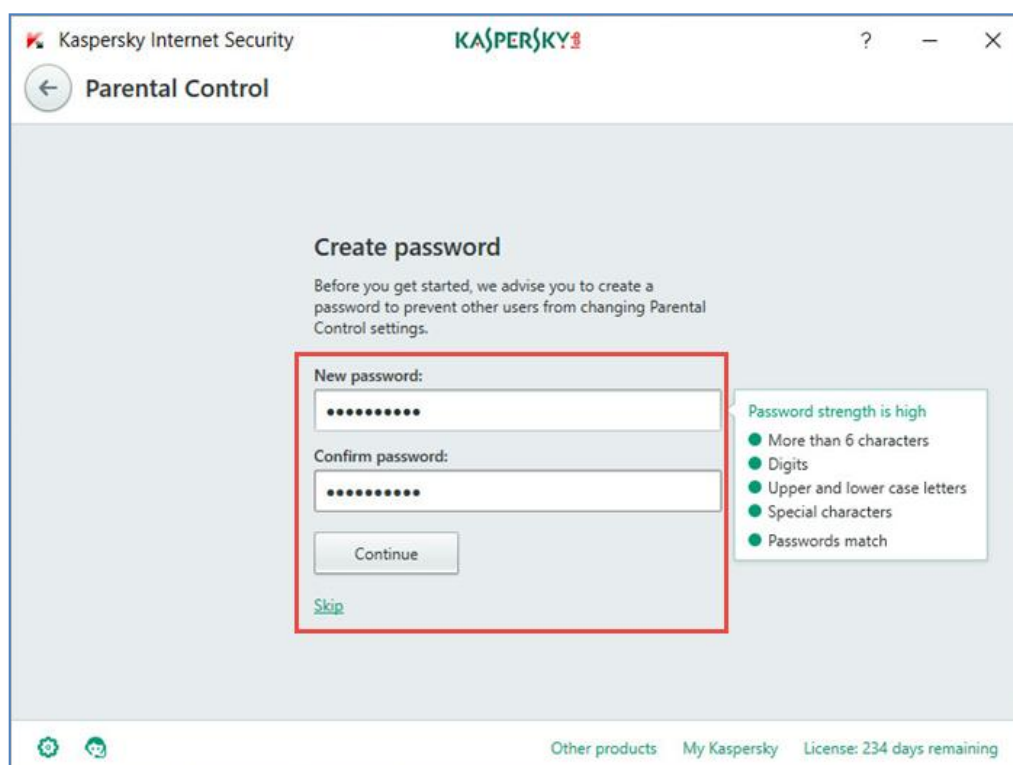 Kaspersky Internet Security
KASPERSKY lab
?
Parental Control
Create password
Before you get started, we advise you to create a
password to prevent other users from changing Parental
Control settings.
New password:
••••••••••
Password strength is high
More than 6 characters
Digits
Upper and lower case letters
Special characters
Passwords match
Confirm password:
••••••••••
Continue
Skip
Other products My Kaspersky License: 234 days remaining